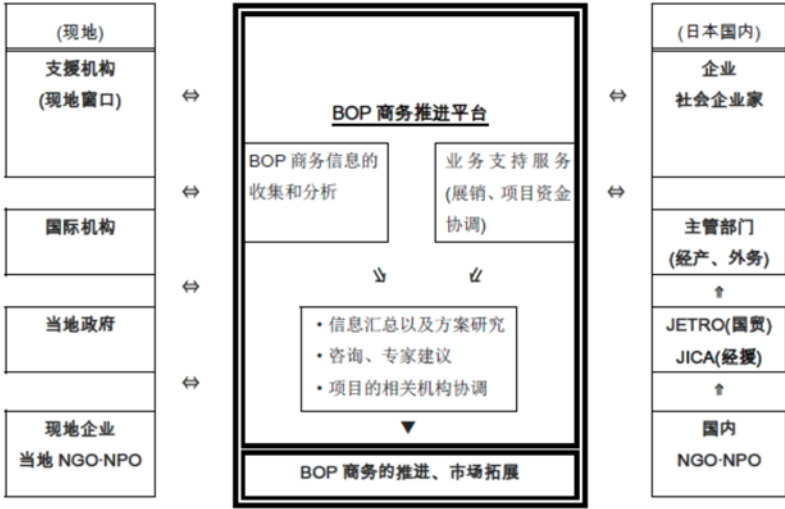 (现地)
支援机构
(现地窗口)
国际机构
当地政府
现地企业
当地 NGO·NPO
BOP 商务推进平台
BOP 商务信息的
收集和分析
业务支持服务
(展销、项目资金
协调)
・信息汇总以及方案研究
・咨询、专家建议
・项目的相关机构协调
BOP 商务的推进、市场拓展
(日本国内)
企业
社会企业家
主管部门
(经产、外务)
JETRO(国贸)
JICA(经援)
国内
NGO·NPO